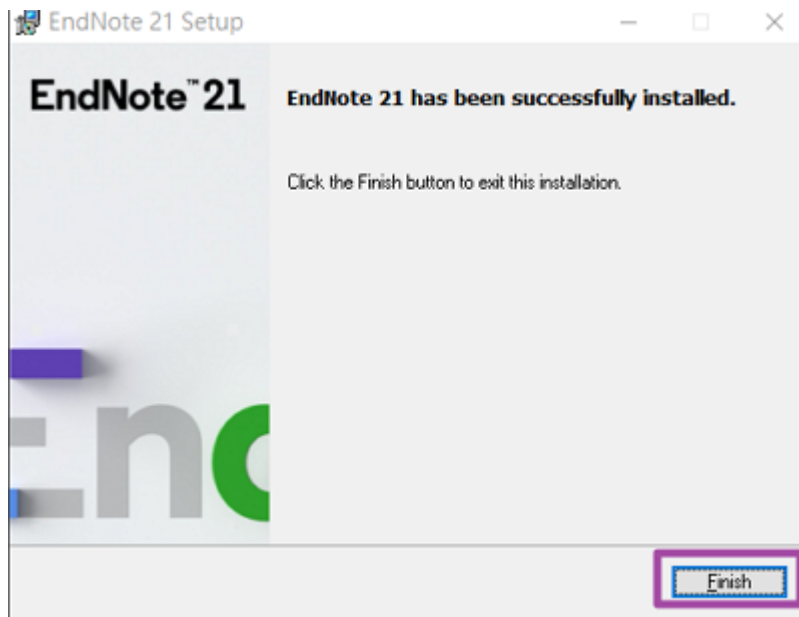 EndNote 21 Setup
EndNote™21
EndNote 21 has been successfully installed.
Click the Finish button to exit this installation.
Enc
Finish